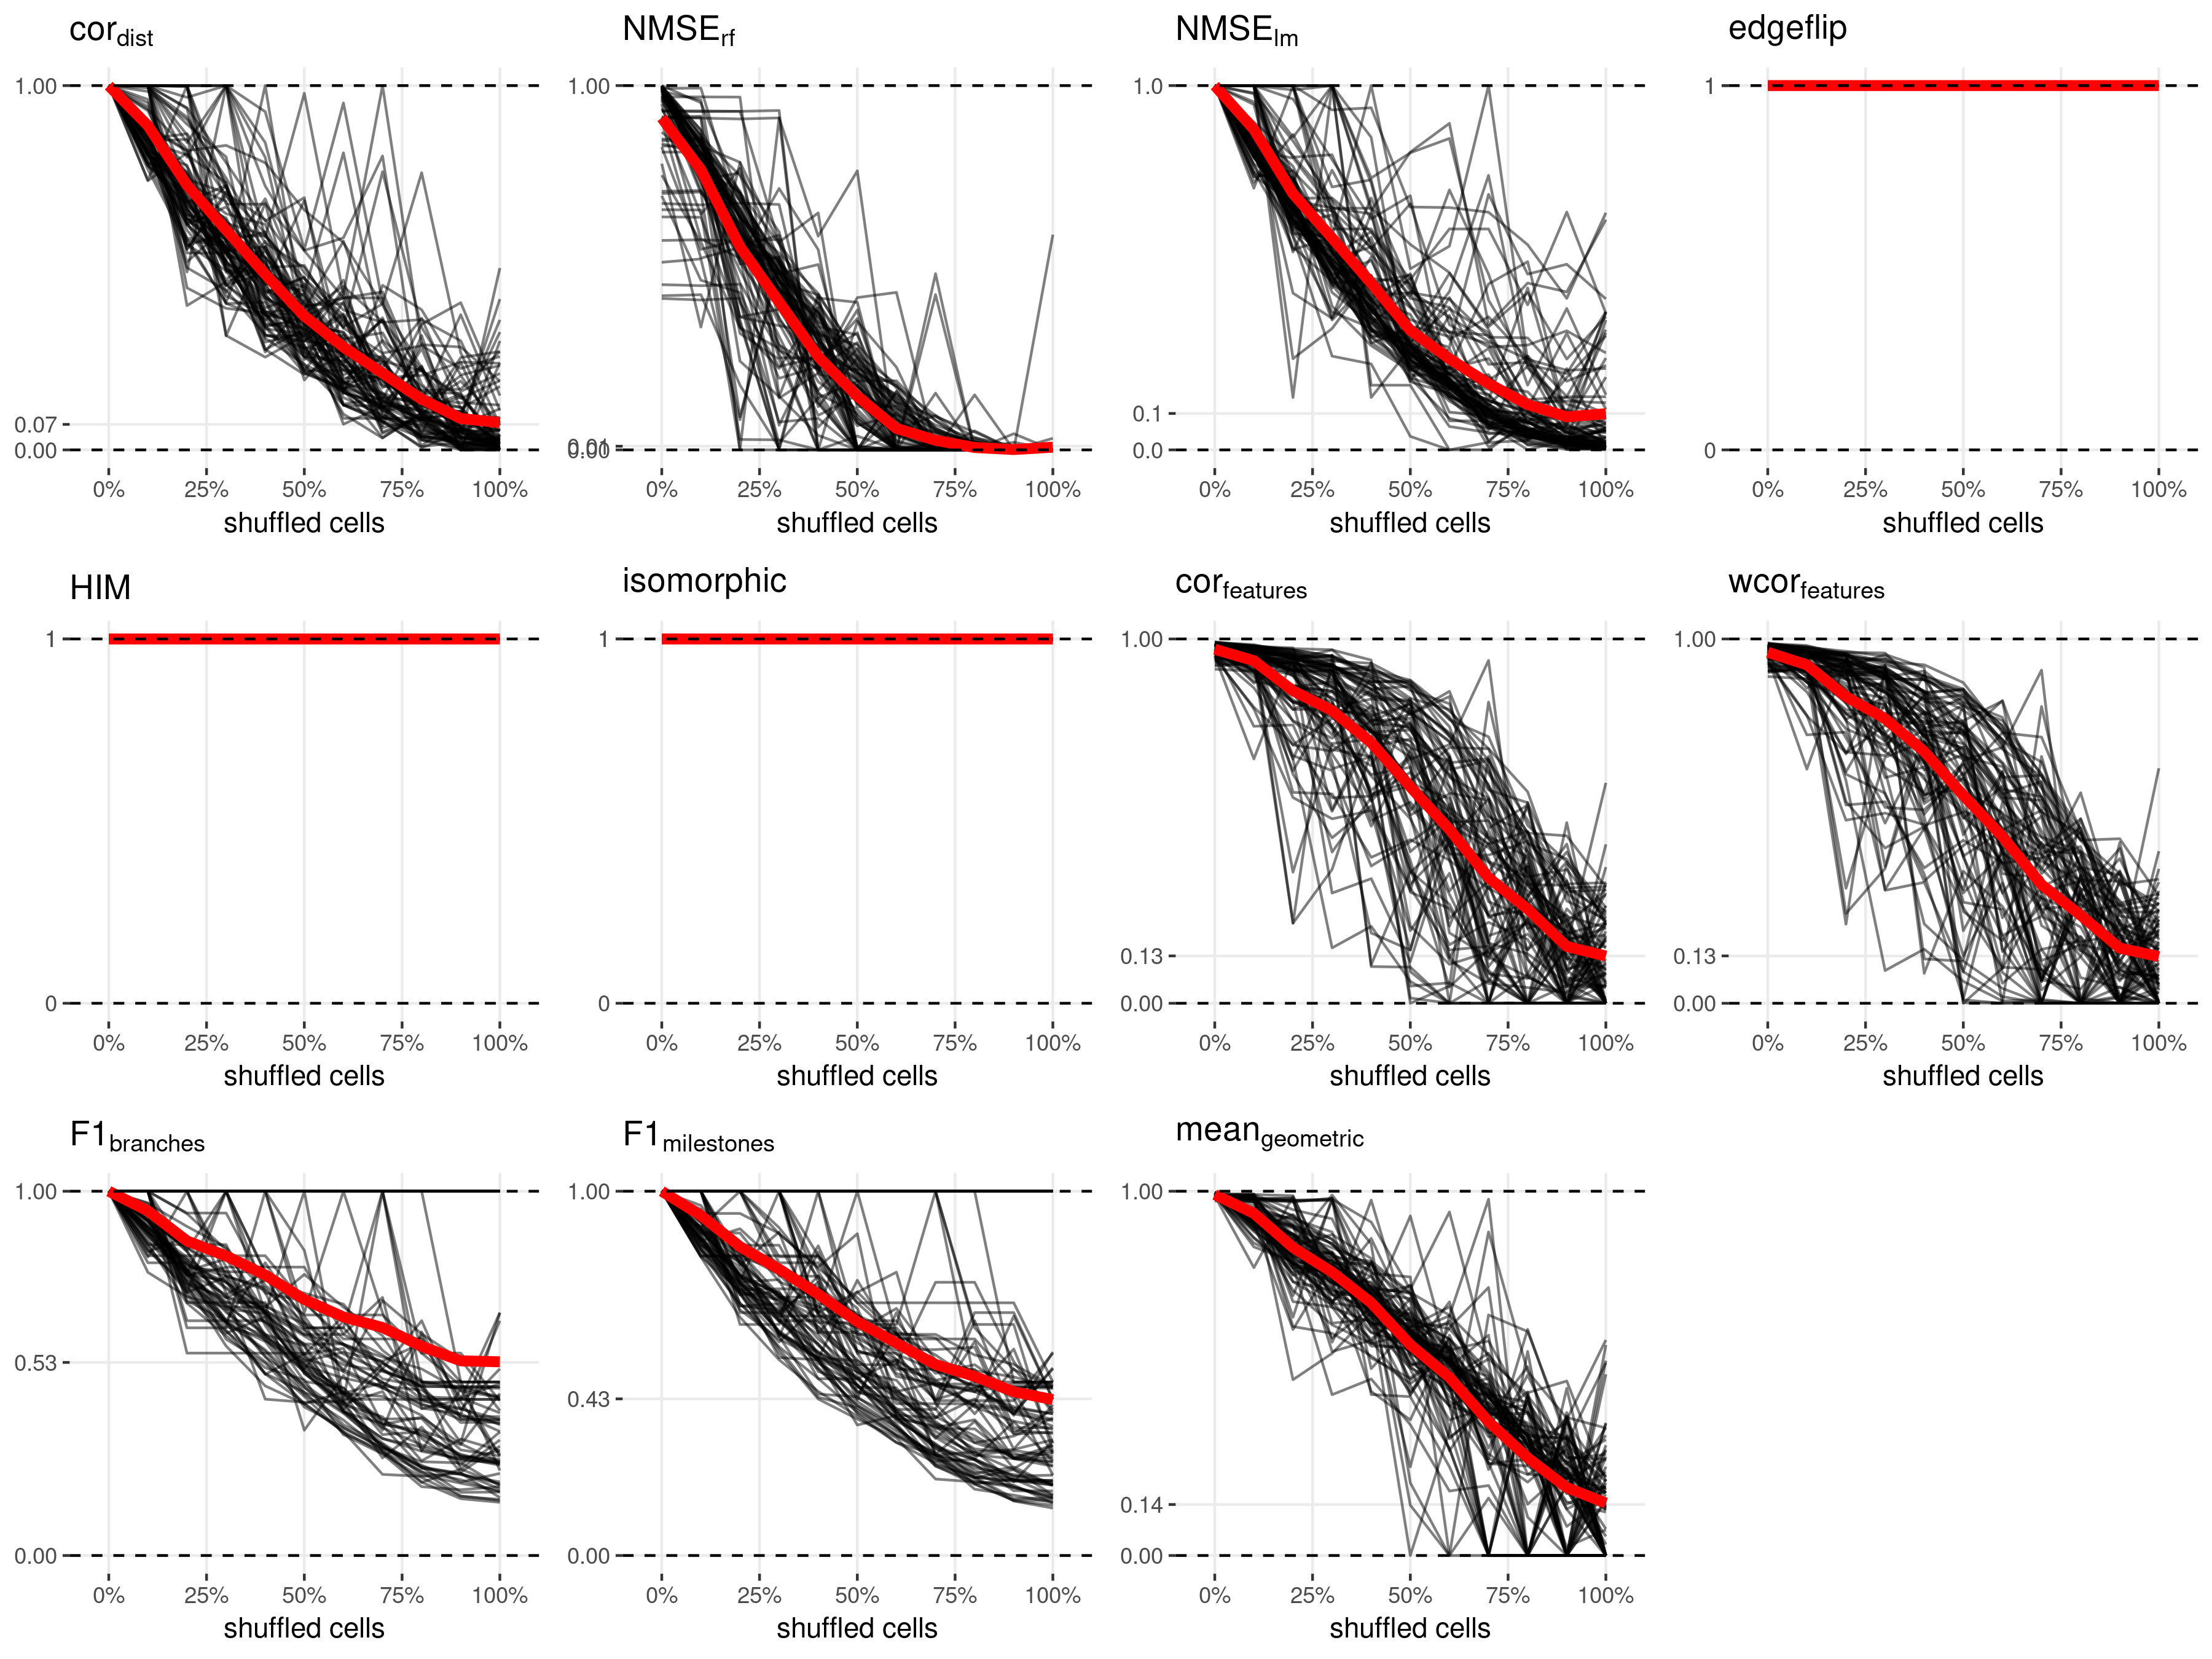 cordist
1.00
0.07
0.00
0% 25% 50% 75% 100%
shuffled cells
NMSErf
1.00
0.01
0.00
0% 25% 50% 75% 100%
shuffled cells
NMSElm
1.0
0.1
0.0
0% 25% 50% 75% 100%
shuffled cells
edgeflip
1
0
0% 25% 50% 75% 100%
shuffled cells
HIM
1
0
0% 25% 50% 75% 100%
shuffled cells
isomorphic
1
0
0% 25% 50% 75% 100%
shuffled cells
corfeatures
1.00
0.13
0.00
0% 25% 50% 75% 100%
shuffled cells
wcorfeatures
1.00
0.13
0.00
0% 25% 50% 75% 100%
shuffled cells
F1branches
1.00
0.53
0.00
0% 25% 50% 75% 100%
shuffled cells
F1milestones
1.00
0.43
0.00
0% 25% 50% 75% 100%
shuffled cells
meangeometric
1.00
0.14
0.00
0% 25% 50% 75% 100%
shuffled cells